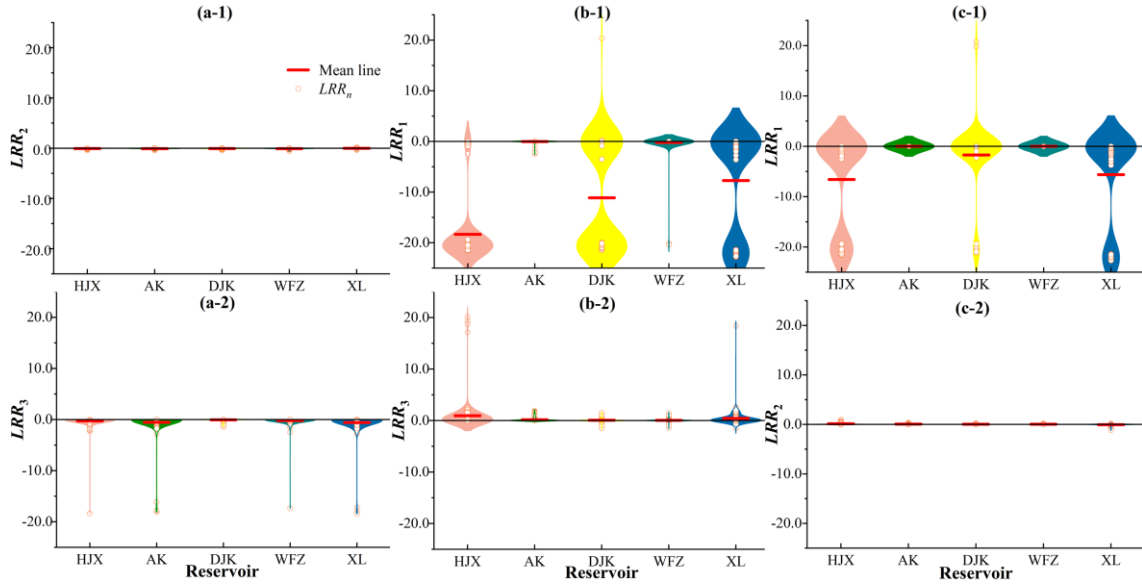 (a-1)
LRR₂
20.0
10.0
0.0
-10.0
-20.0
Mean line
LRRₙ
HJX AK DJK WFZ XL
(b-1)
LRR₁
20.0
10.0
0.0
-10.0
-20.0
HJX AK DJK WFZ XL
(c-1)
LRR₁
20.0
10.0
0.0
-10.0
-20.0
HJX AK DJK WFZ XL
(a-2)
LRR₃
20.0
10.0
0.0
-10.0
-20.0
HJX AK DJK WFZ XL
Reservoir
(b-2)
LRR₃
20.0
10.0
0.0
-10.0
-20.0
HJX AK DJK WFZ XL
Reservoir
(c-2)
LRR₂
20.0
10.0
0.0
-10.0
-20.0
HJX AK DJK WFZ XL
Reservoir